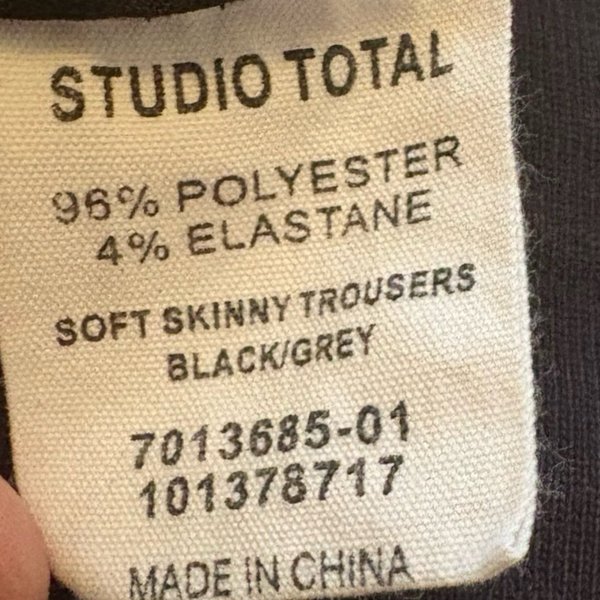 STUDIO TOTAL
96% POLYESTER
4% ELASTANE
SOFT SKINNY TROUSERS
BLACK/GREY
7013685-01
101378717
MADE IN CHINA